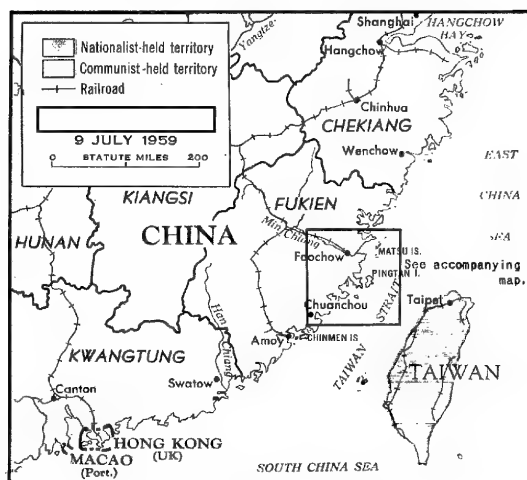 Nationalist-held territory
Communist-held territory
Railroad
9 JULY 1959
0 STATUTE MILES 200
Yangtze
Shanghai
HANGCHOW
BAY
Hangchow
Chinhua
CHEKIANG
Wenchow
EAST
CHINA
SEA
KIANGSI
FUKIEN
HUNAN
CHINA
Min Chiang
Foochow
MATSU IS.
See accompanying
map.
PINGTAN I.
Chuanchou
Taipei
Han Chiang
Amoy
CHINMEN IS
TAIWAN STRAIT
KWANGTUNG
TAIWAN
Swatow
Canton
HONG KONG
(UK)
MACAO
(Port.)
SOUTH CHINA SEA